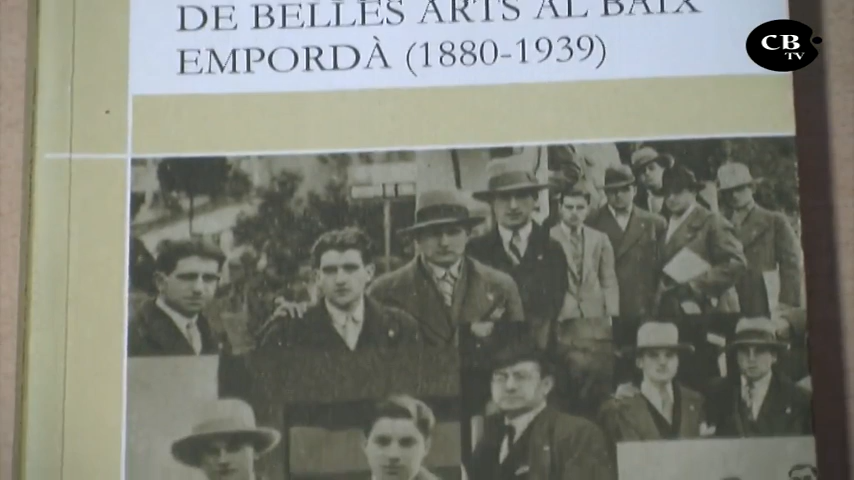 DE BELLES ARTS AL BAIX
EMPORDÀ (1880-1939)
CB
TV